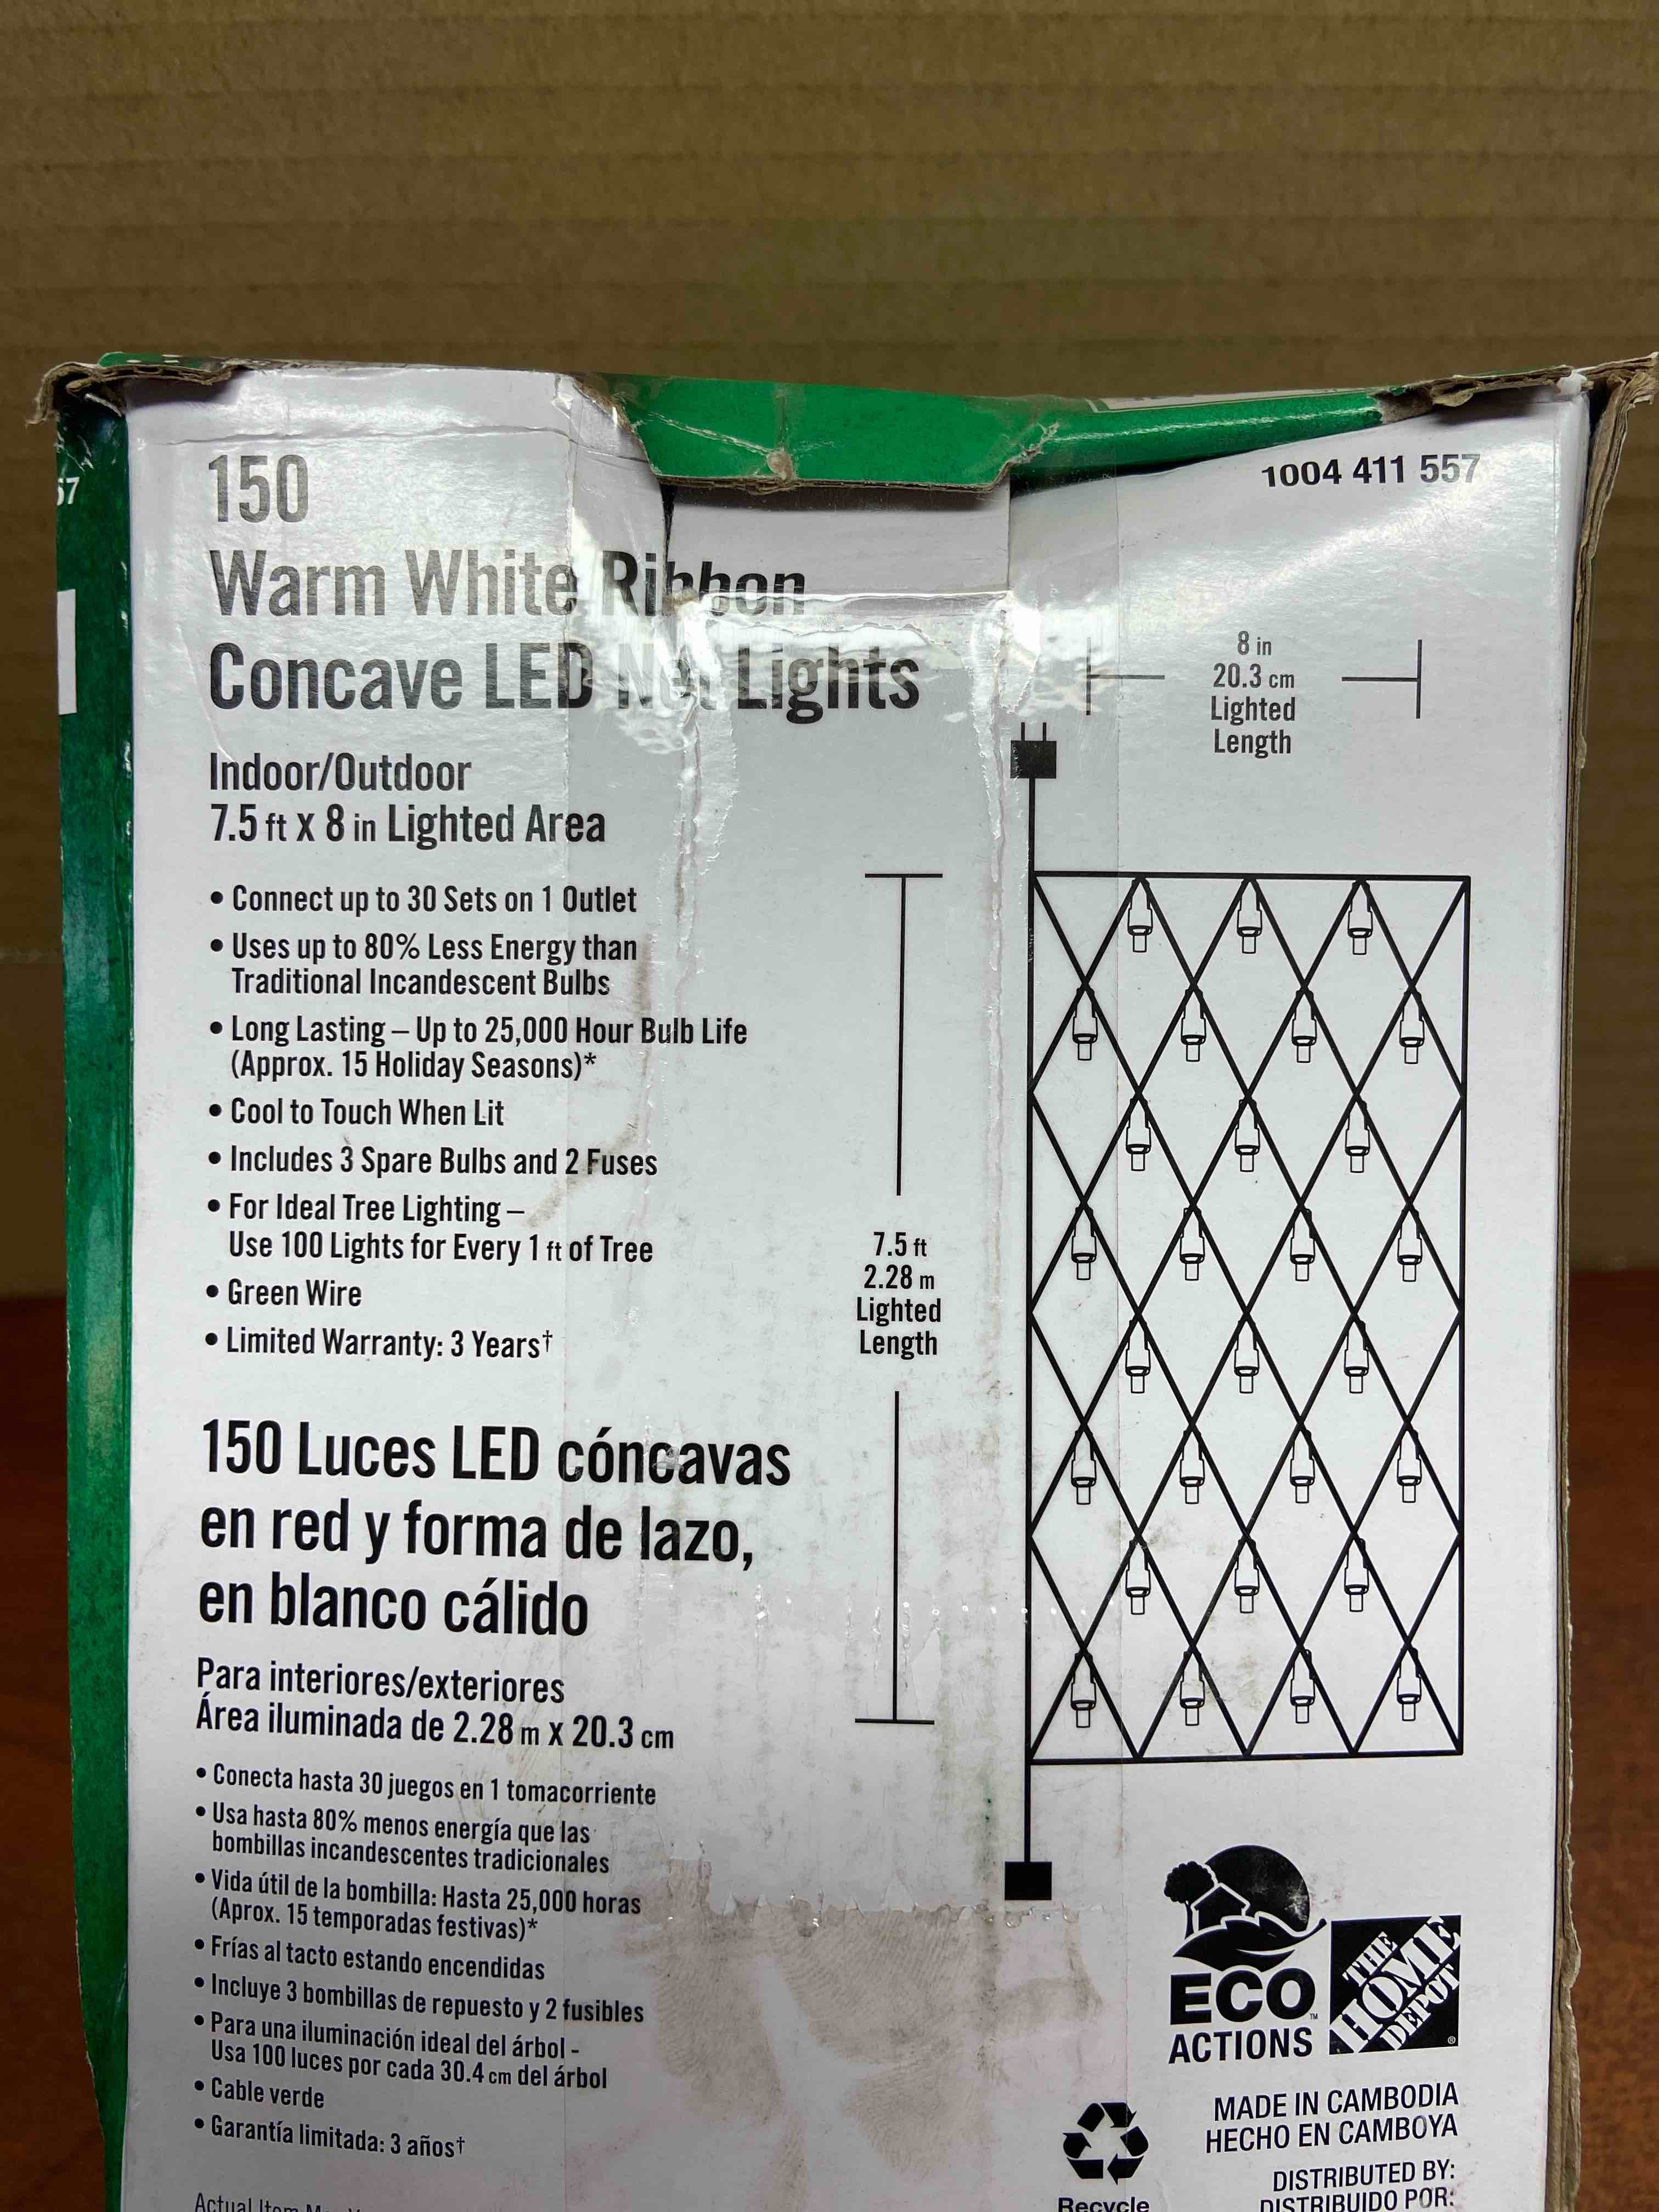 57
150
1004 411 557
Warm White Ribbon
Concave LED Net Lights
Indoor/Outdoor
7.5 ft x 8 in Lighted Area
• Connect up to 30 Sets on 1 Outlet
• Uses up to 80% Less Energy than
Traditional Incandescent Bulbs
• Long Lasting – Up to 25,000 Hour Bulb Life
(Approx. 15 Holiday Seasons)*
• Cool to Touch When Lit
• Includes 3 Spare Bulbs and 2 Fuses
• For Ideal Tree Lighting –
Use 100 Lights for Every 1 ft of Tree
• Green Wire
• Limited Warranty: 3 Years†
8 in
20.3 cm
Lighted
Length
7.5 ft
2.28 m
Lighted
Length
150 Luces LED cóncavas
en red y forma de lazo,
en blanco cálido
Para interiores/exteriores
Área iluminada de 2.28 m x 20.3 cm
• Conecta hasta 30 juegos en 1 tomacorriente
• Usa hasta 80% menos energía que las
bombillas incandescentes tradicionales
• Vida útil de la bombilla: Hasta 25,000 horas
(Aprox. 15 temporadas festivas)*
• Frías al tacto estando encendidas
• Incluye 3 bombillas de repuesto y 2 fusibles
• Para una iluminación ideal del árbol -
Usa 100 luces por cada 30.4 cm del árbol
• Cable verde
• Garantía limitada: 3 años†
Actual Item
ECO™
ACTIONS
THE
HOME
DEPOT®
MADE IN CAMBODIA
HECHO EN CAMBOYA
DISTRIBUTED BY:
DISTRIBUIDO POR:
Recycle